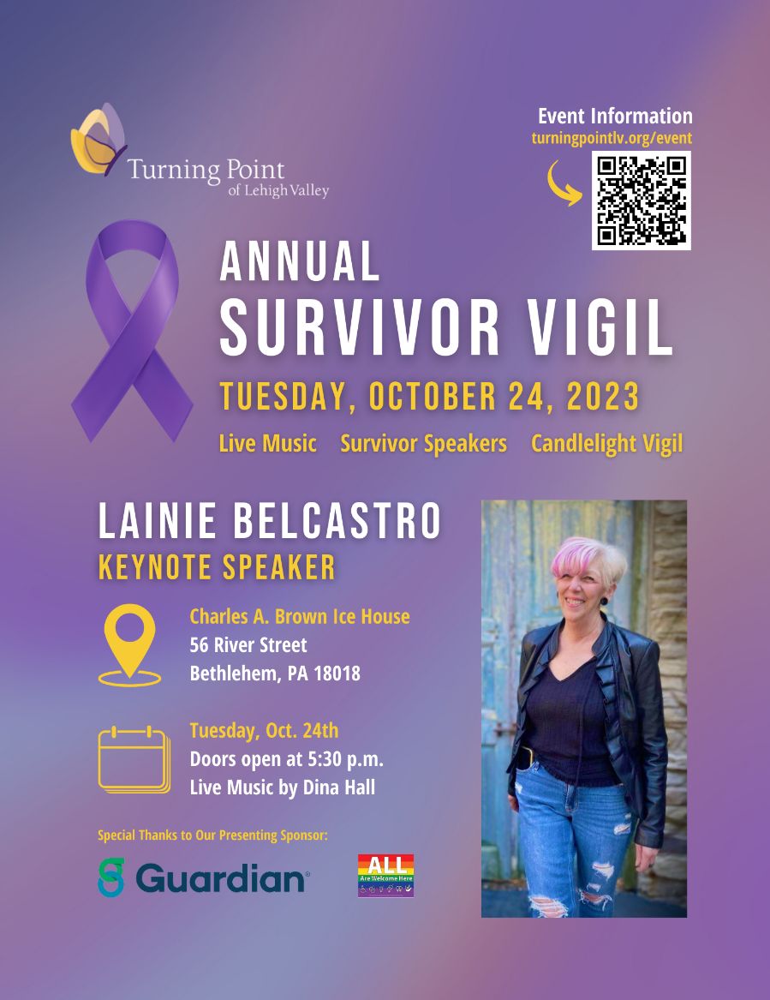 Turning Point
of Lehigh Valley
Event Information
turningpointlv.org/event
ANNUAL
SURVIVOR VIGIL
TUESDAY, OCTOBER 24, 2023
Live Music Survivor Speakers Candlelight Vigil
LAINIE BELCASTRO
KEYNOTE SPEAKER
Charles A. Brown Ice House
56 River Street
Bethlehem, PA 18018
Tuesday, Oct. 24th
Doors open at 5:30 p.m.
Live Music by Dina Hall
Special Thanks to Our Presenting Sponsor:
Guardian®
ALL
Are Welcome Here